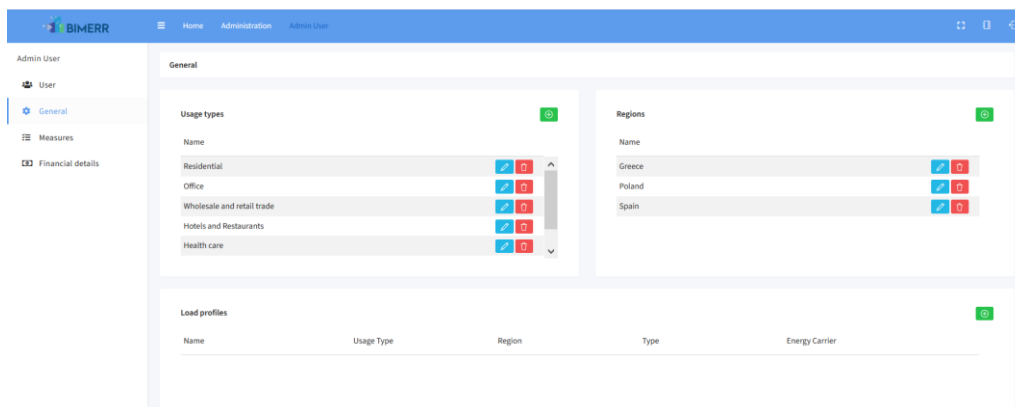 BIMERR
Home Administration Admin User
Admin User
User
General
Measures
Financial details
General
Usage types
Name
Residential
Office
Wholesale and retail trade
Hotels and Restaurants
Health care
Regions
Name
Greece
Poland
Spain
Load profiles
Name Usage Type Region Type Energy Carrier